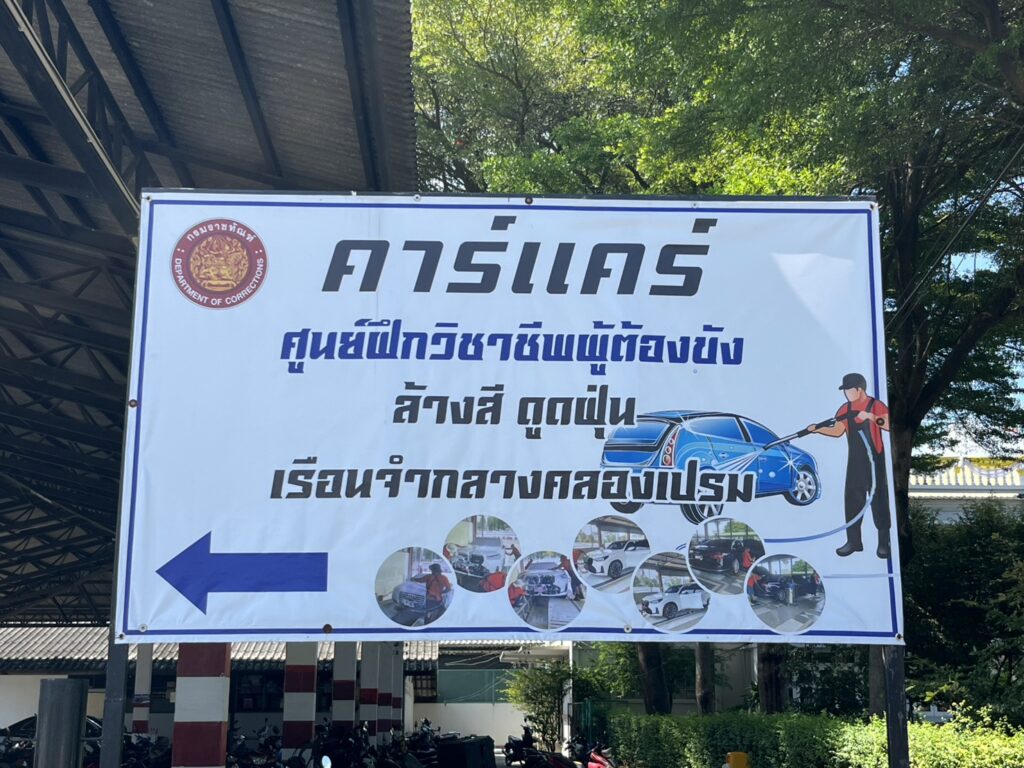 กรมราชทัณฑ์
DEPARTMENT OF CORRECTIONS
คาร์แคร์
ศูนย์ฝึกวิชาชีพผู้ต้องขัง
ล้างสี ดูดฝุ่น
เรือนจำกลางคลองเปรม